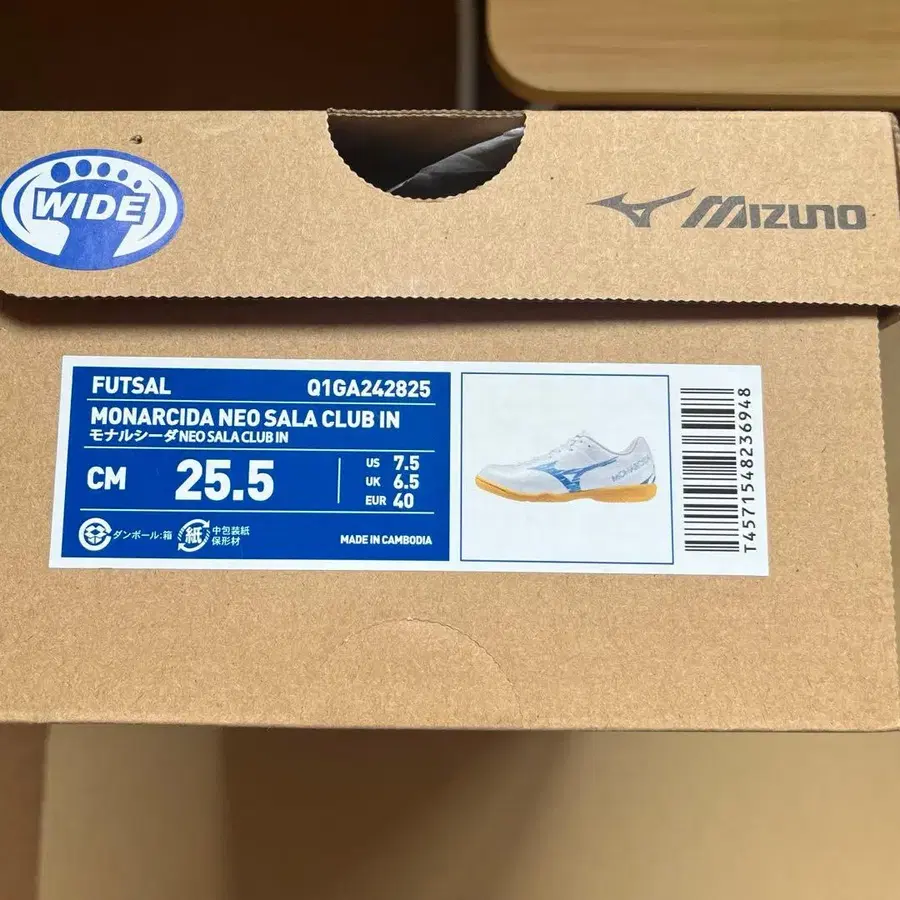 WIDE
MIZUNO
FUTSAL Q1GA242825
MONARCIDA NEO SALA CLUB IN
モナルシーダNEO SALA CLUB IN
CM 25.5
US 7.5
UK 6.5
EUR 40
ダンボール:箱
紙
中包装紙
保形材
MADE IN CAMBODIA
MONARCIDA
T4571548236948